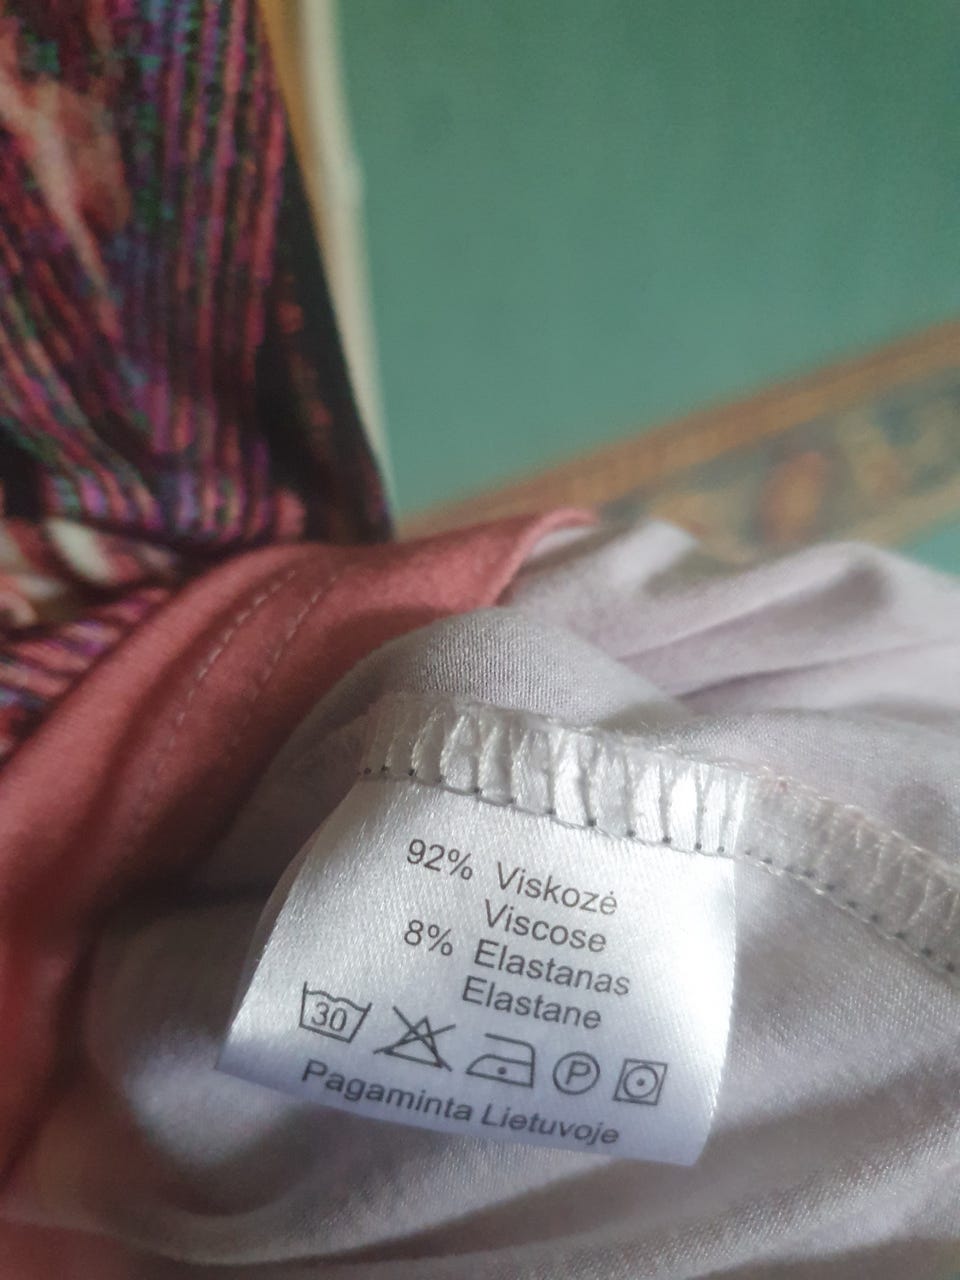 92% Viskozė
Viscose
8% Elastanas
Elastane
30 P
Pagaminta Lietuvoje